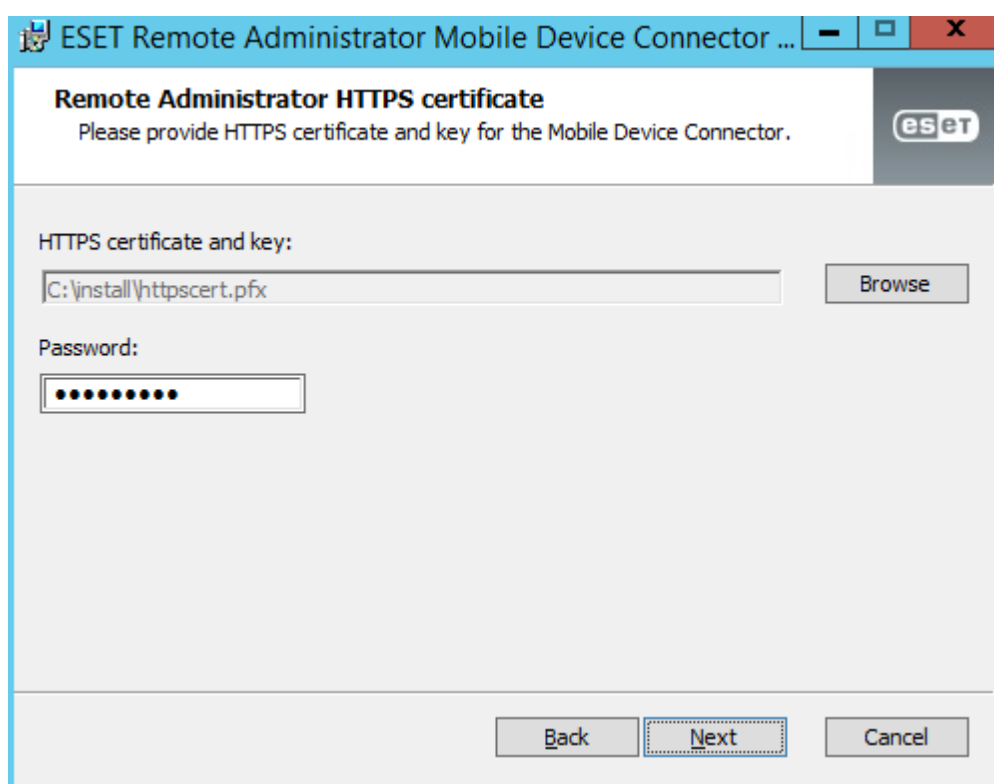 ESET Remote Administrator Mobile Device Connector ...
Remote Administrator HTTPS certificate
Please provide HTTPS certificate and key for the Mobile Device Connector.
eset
HTTPS certificate and key:
C:\install\httpscert.pfx
Browse
Password:
•••••••••
Back
Next
Cancel